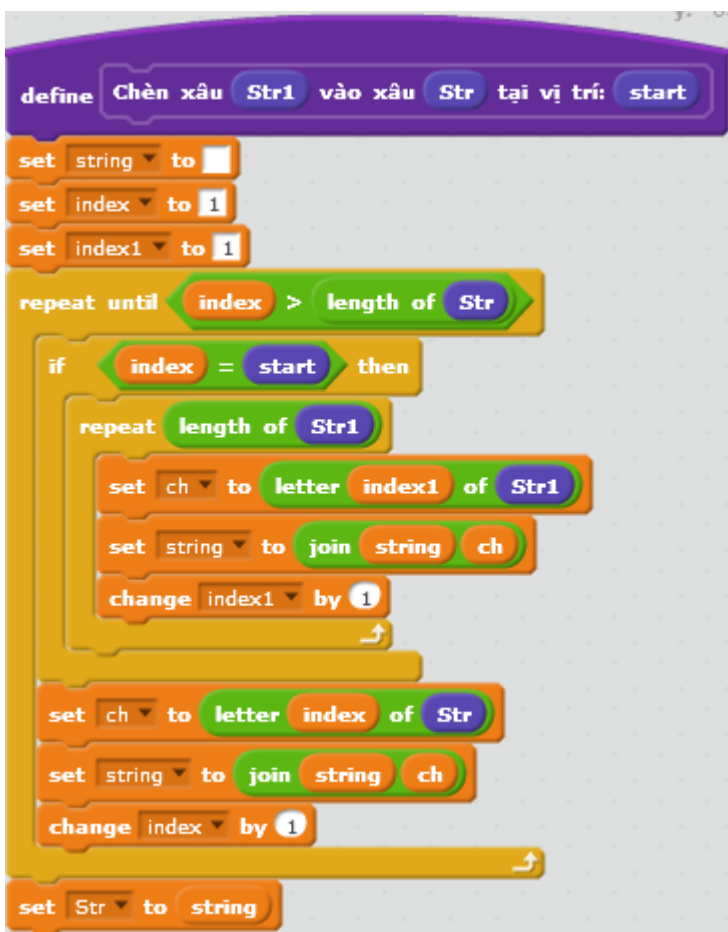 define Chèn xâu Str1 vào xâu Str tại vị trí: start
set string to
set index to 1
set index1 to 1
repeat until index > length of Str
if index = start then
repeat length of Str1
set ch to letter index1 of Str1
set string to join string ch
change index1 by 1
set ch to letter index of Str
set string to join string ch
change index by 1
set Str to string